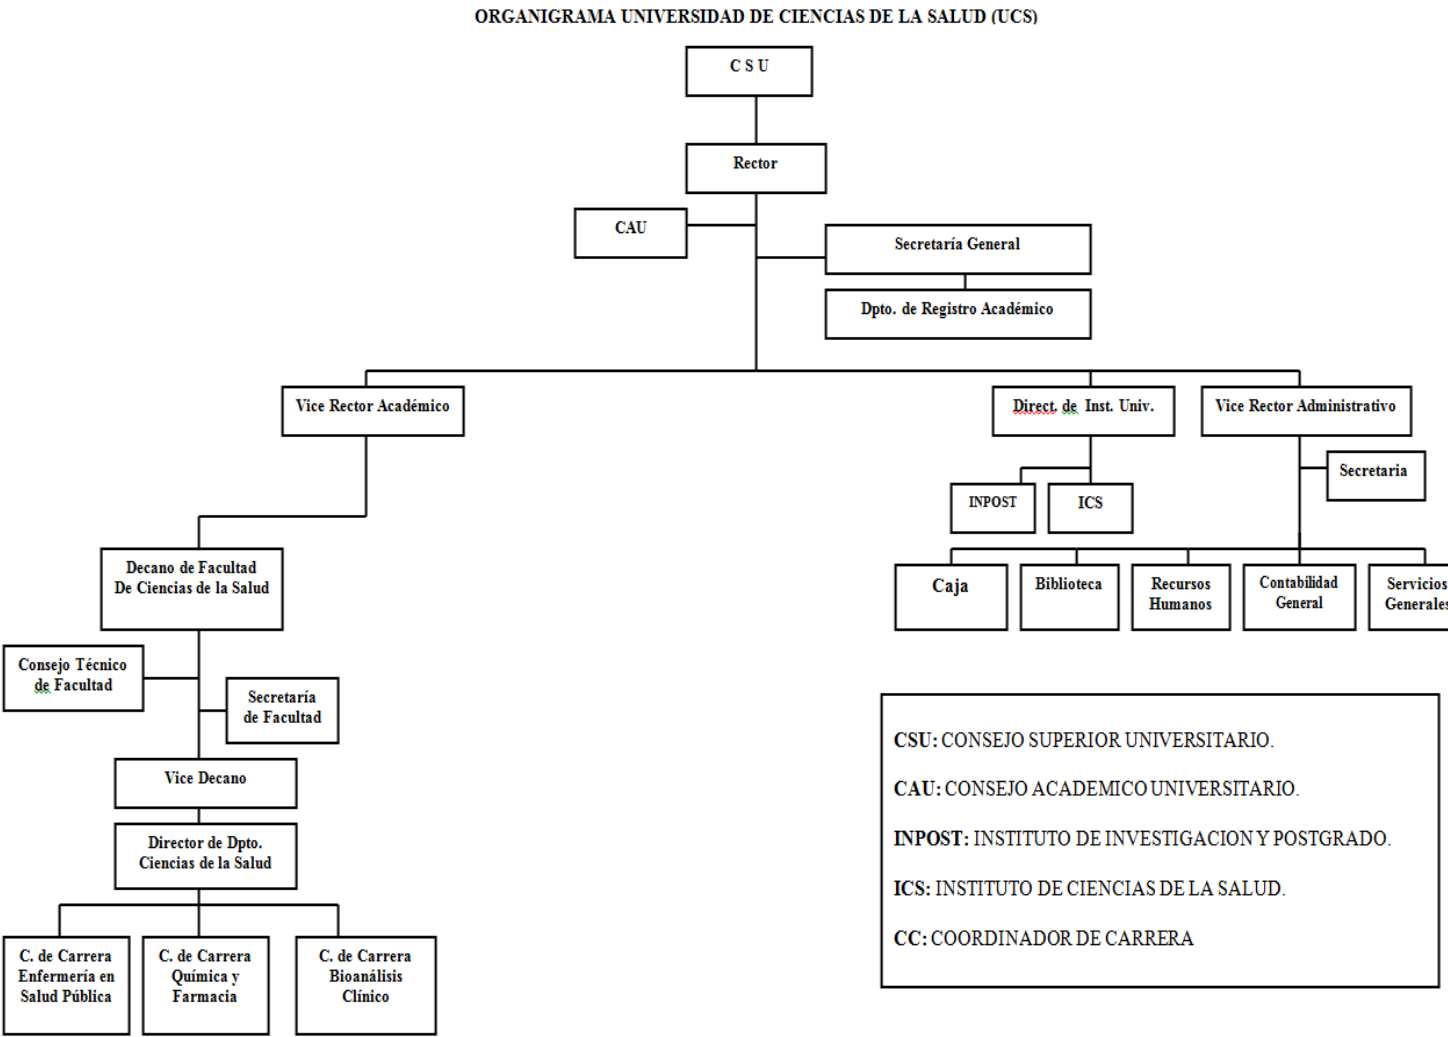 ORGANIGRAMA UNIVERSIDAD DE CIENCIAS DE LA SALUD (UCS)
C S U
Rector
CAU
Secretaría General
Dpto. de Registro Académico
Vice Rector Académico
Direct. de Inst. Univ.
Vice Rector Administrativo
Secretaria
INPOST
ICS
Decano de Facultad
De Ciencias de la Salud
Caja
Biblioteca
Recursos
Humanos
Contabilidad
General
Servicios
Generales
Consejo Técnico
de Facultad
Secretaría
de Facultad
Vice Decano
Director de Dpto.
Ciencias de la Salud
C. de Carrera
Enfermería en
Salud Pública
C. de Carrera
Química y
Farmacia
C. de Carrera
Bioanálisis
Clínico
CSU: CONSEJO SUPERIOR UNIVERSITARIO.
CAU: CONSEJO ACADEMICO UNIVERSITARIO.
INPOST: INSTITUTO DE INVESTIGACION Y POSTGRADO.
ICS: INSTITUTO DE CIENCIAS DE LA SALUD.
CC: COORDINADOR DE CARRERA